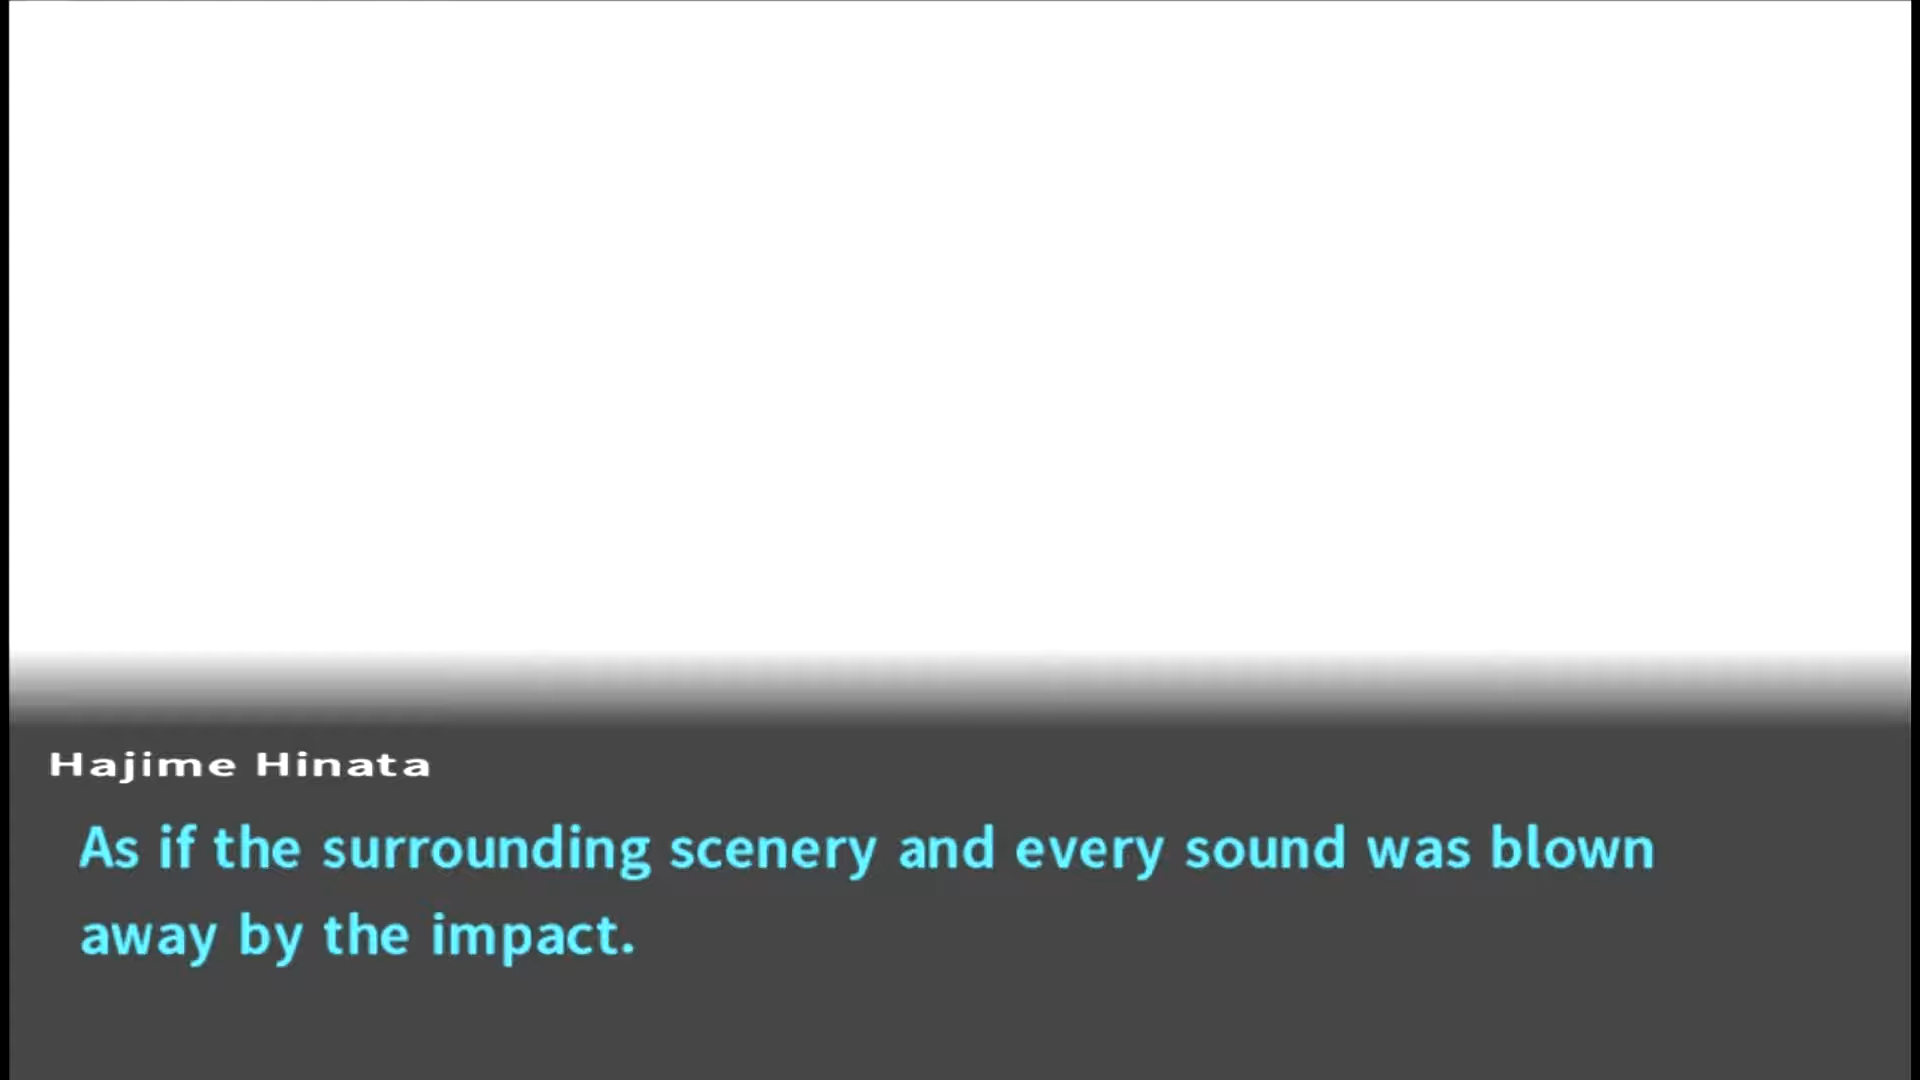 Hajime Hinata
As if the surrounding scenery and every sound was blown
away by the impact.